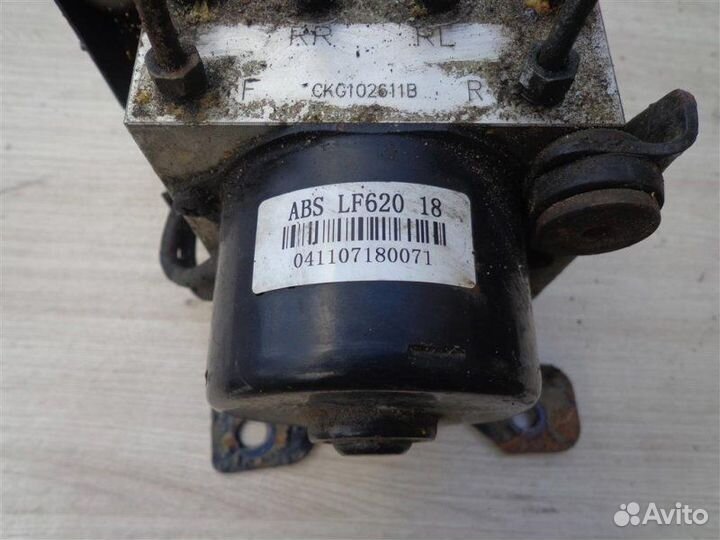 RR RL
F CKG102611B R
ABS LF620 18
041107180071
Avito